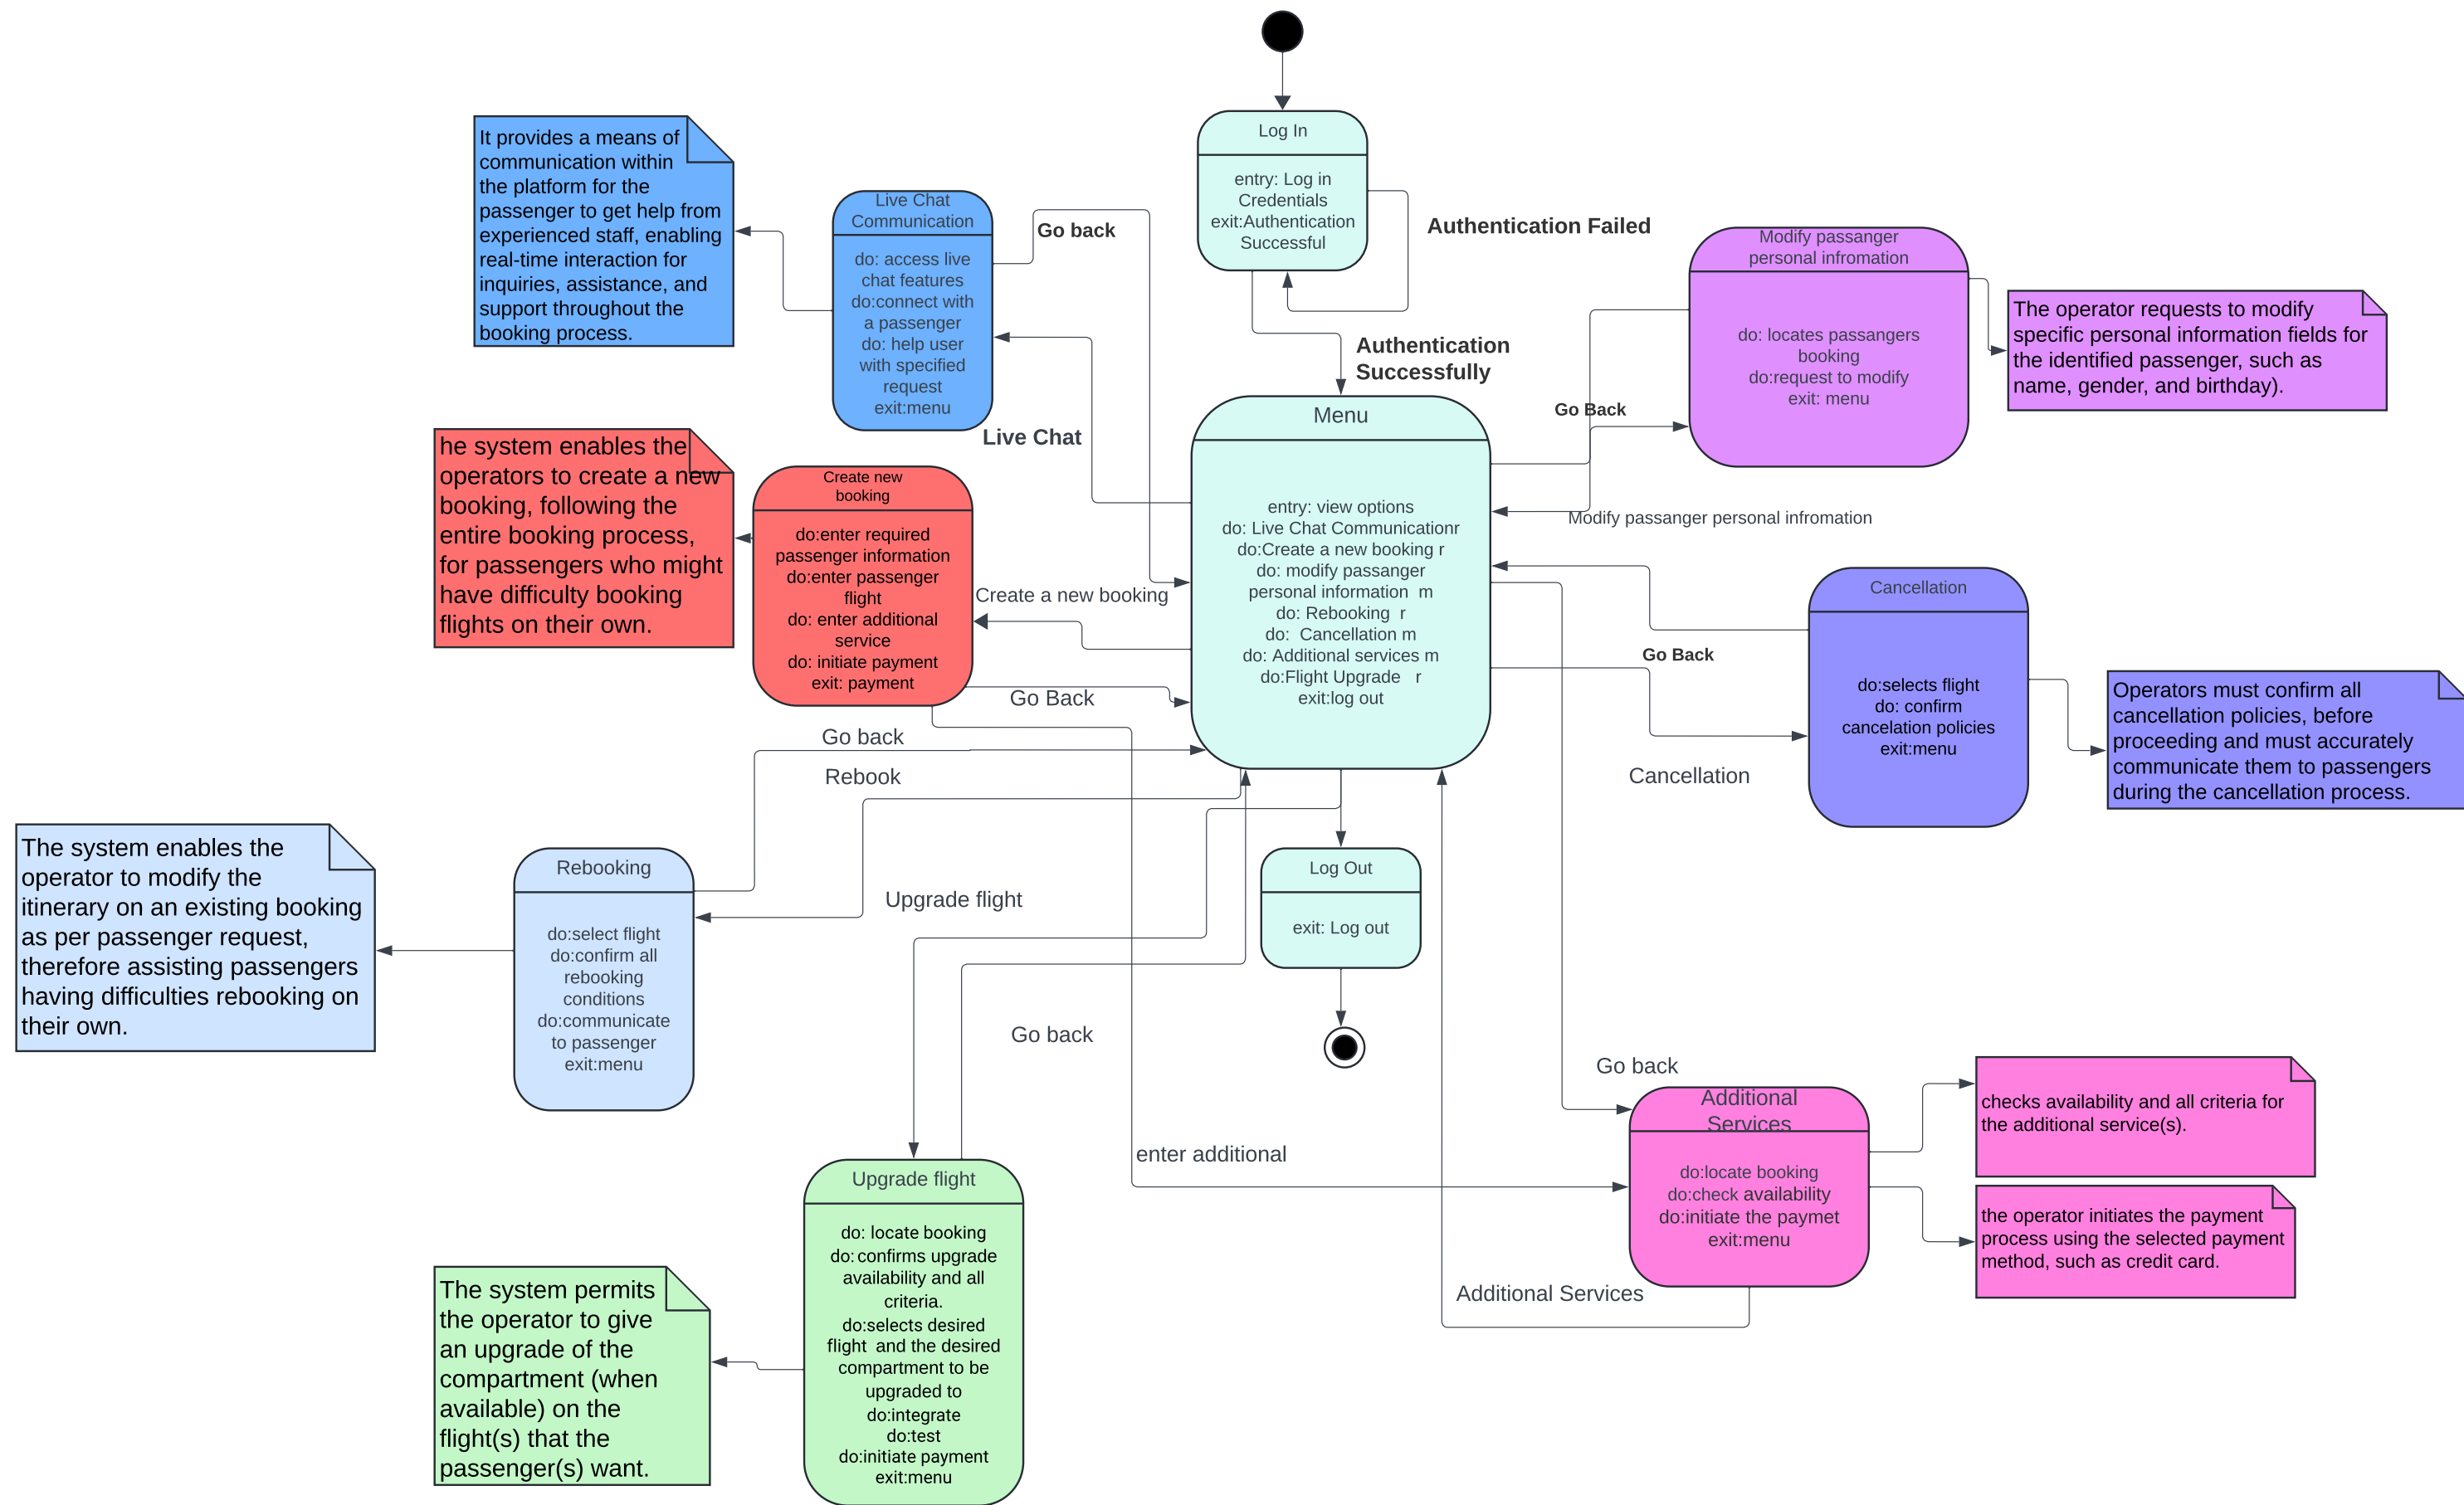 Log In
entry: Log in
Credentials
exit:Authentication
Successful
Authentication Failed
Authentication
Successfully
It provides a means of
communication within
the platform for the
passenger to get help from
experienced staff, enabling
real-time interaction for
inquiries, assistance, and
support throughout the
booking process.
Live Chat
Communication
do: access live
chat features
do:connect with
a passenger
do: help user
with specified
request
exit:menu
Go back
Live Chat
Modify passanger
personal infromation
do: locates passangers
booking
do:request to modify
exit: menu
The operator requests to modify
specific personal information fields for
the identified passenger, such as
name, gender, and birthday).
Go Back
Modify passanger personal infromation
Menu
entry: view options
do: Live Chat Communicationr
do:Create a new booking r
do: modify passanger
personal information  m
do: Rebooking  r
do:  Cancellation m
do: Additional services m
do:Flight Upgrade   r
exit:log out
he system enables the
operators to create a new
booking, following the
entire booking process,
for passengers who might
have difficulty booking
flights on their own.
Create new
booking
do:enter required
passenger information
do:enter passenger
flight
do: enter additional
service
do: initiate payment
exit: payment
Create a new booking
Go Back
Cancellation
do:selects flight
do: confirm
cancelation policies
exit:menu
Go Back
Cancellation
Operators must confirm all
cancellation policies, before
proceeding and must accurately
communicate them to passengers
during the cancellation process.
Go back
Rebook
The system enables the
operator to modify the
itinerary on an existing booking
as per passenger request,
therefore assisting passengers
having difficulties rebooking on
their own.
Rebooking
do:select flight
do:confirm all
rebooking
conditions
do:communicate
to passenger
exit:menu
Upgrade flight
Go back
Log Out
exit: Log out
Go back
enter additional
Additional
Services
do:locate booking
do:check availability
do:initiate the paymet
exit:menu
Additional Services
checks availability and all criteria for
the additional service(s).
the operator initiates the payment
process using the selected payment
method, such as credit card.
Upgrade flight
do: locate booking
do: confirms upgrade
availability and all
criteria.
do:selects desired
flight  and the desired
compartment to be
upgraded to
do:integrate
do:test
do:initiate payment
exit:menu
The system permits
the operator to give
an upgrade of the
compartment (when
available) on the
flight(s) that the
passenger(s) want.